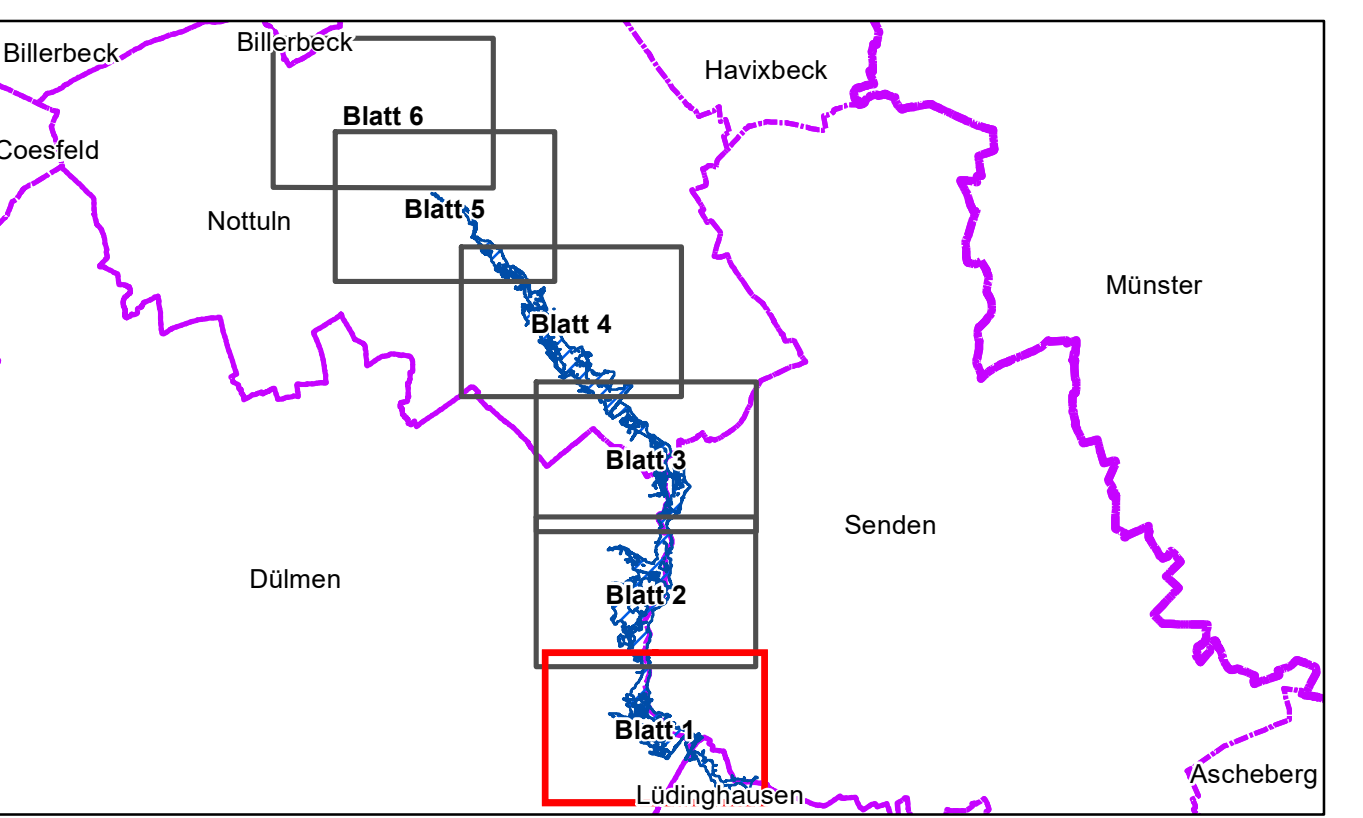 Billerbeck
Billerbeck
Havixbeck
Blatt 6
Coesfeld
Blatt 5
Nottuln
Münster
Blatt 4
Blatt 3
Senden
Dülmen
Blatt 2
Blatt 1
Ascheberg
Lüdinghausen